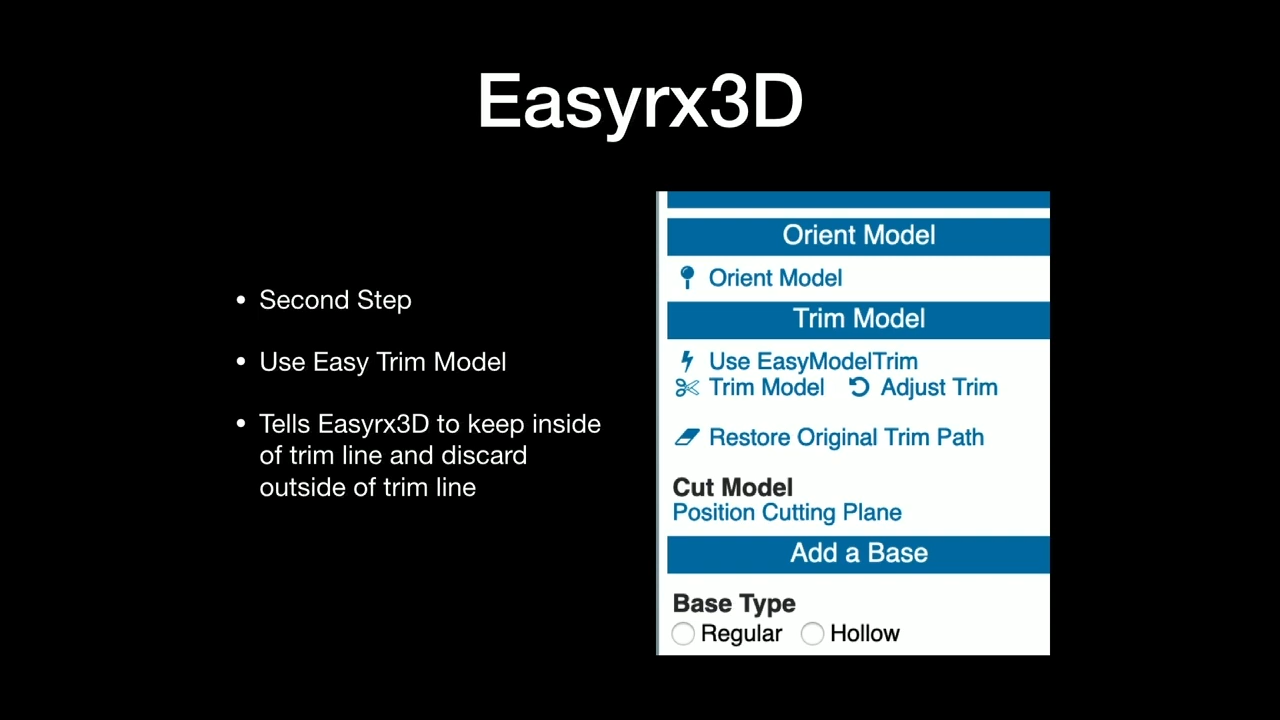 Easyrx3D
• Second Step
• Use Easy Trim Model
• Tells Easyrx3D to keep inside
of trim line and discard
outside of trim line
Orient Model
Orient Model
Trim Model
Use EasyModelTrim
Trim Model Adjust Trim
Restore Original Trim Path
Cut Model
Position Cutting Plane
Add a Base
Base Type
Regular Hollow